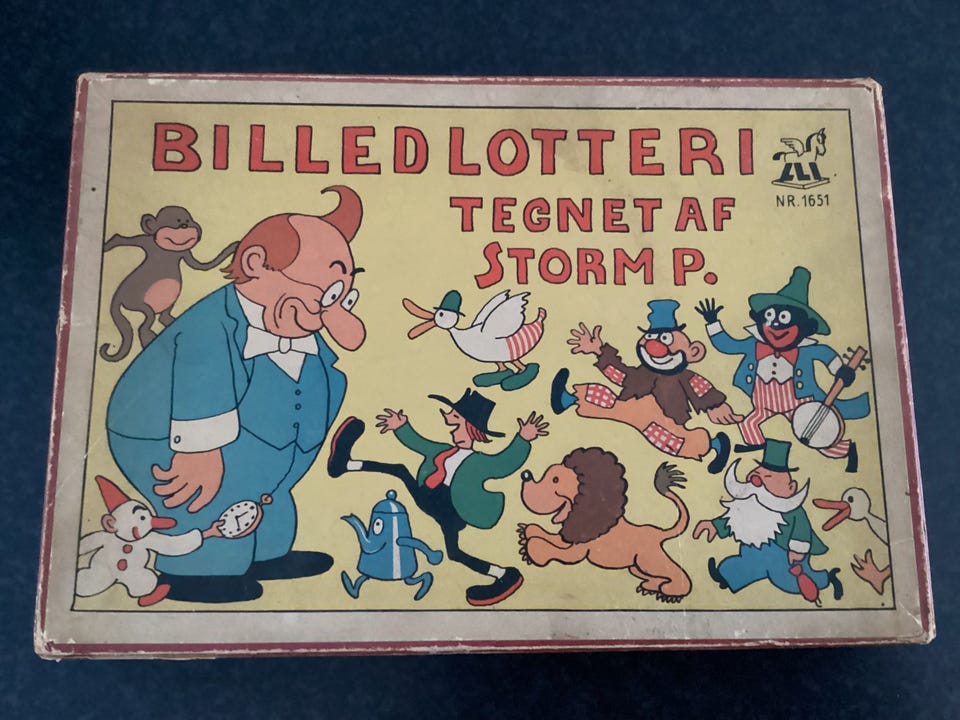 BILLEDLOTTERI
TEGNET AF
STORM P.
NR. 1651